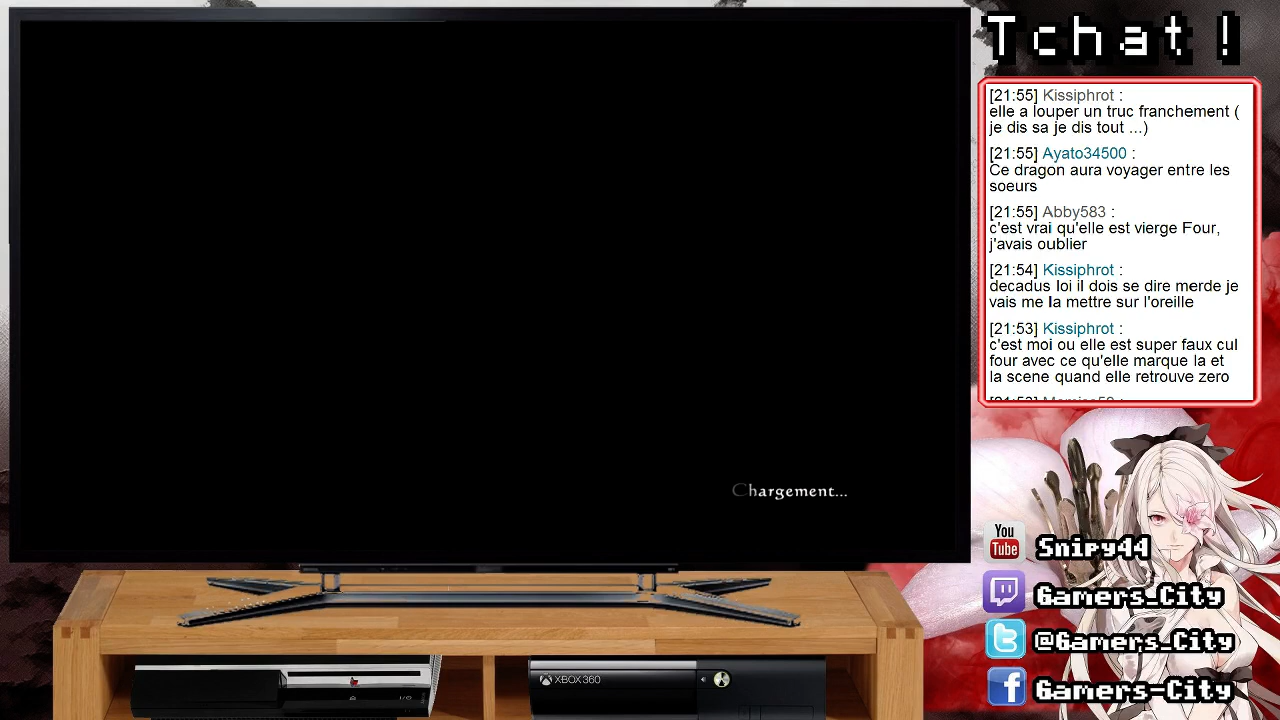 Tchat !
[21:55] Kissiphrot :
elle a louper un truc franchement (
je dis sa je dis tout ...)
[21:55] Ayato34500 :
Ce dragon aura voyager entre les
soeurs
[21:55] Abby583 :
c'est vrai qu'elle est vierge Four,
j'avais oublier
[21:54] Kissiphrot :
decadus loi il dois se dire merde je
vais me la mettre sur l'oreille
[21:53] Kissiphrot :
c'est moi ou elle est super faux cul
four avec ce qu'elle marque la et
la scene quand elle retrouve zero
Chargement...
You
Tube
Snipy44
Gamers_City
@Gamers_City
Gamers-City
XBOX360